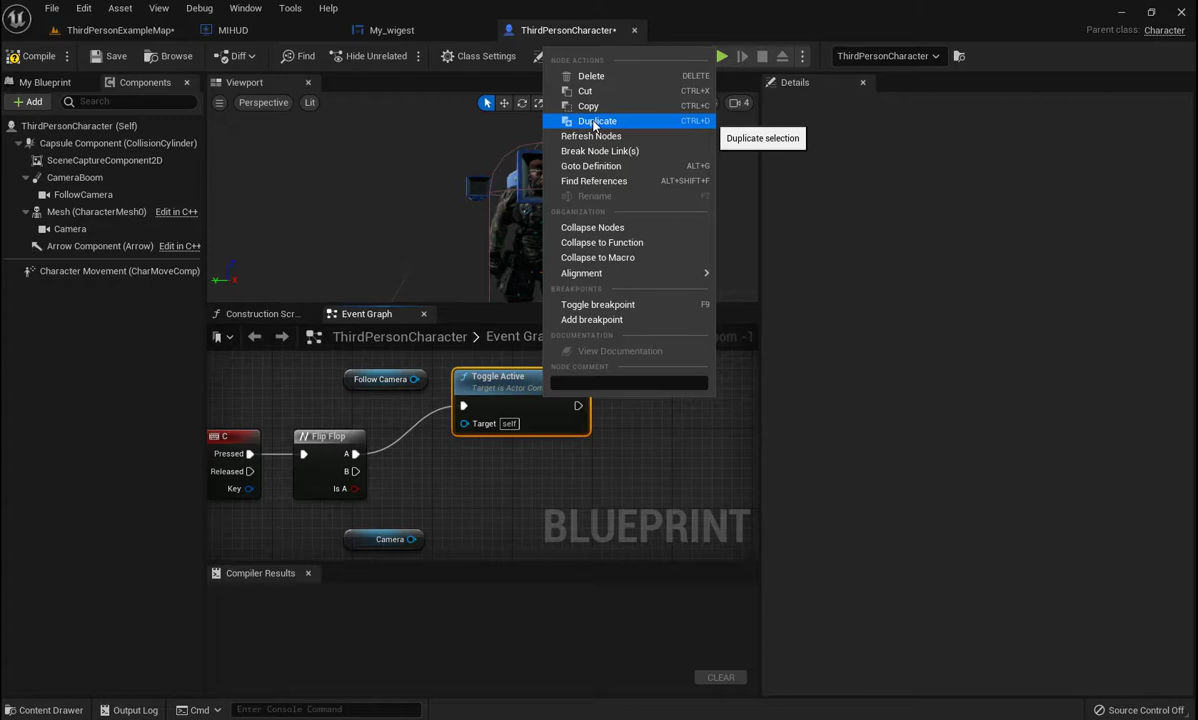 File Edit Asset View Debug Window Tools Help
ThirdPersonExampleMap* MIHUD My_wigest ThirdPersonCharacter* Parent class: Character
Compile Save Browse Diff Find Hide Unrelated Class Settings ThirdPersonCharacter
My Blueprint Components Viewport Details
Add Search Perspective Lit 4
ThirdPersonCharacter (Self)
Capsule Component (CollisionCylinder)
SceneCaptureComponent2D
CameraBoom
FollowCamera
Mesh (CharacterMesh0) Edit in C++
Camera
Arrow Component (Arrow) Edit in C++
Character Movement (CharMoveComp)
NODE ACTIONS
Delete DELETE
Cut CTRL+X
Copy CTRL+C
Duplicate CTRL+D
Duplicate selection
Refresh Nodes
Break Node Link(s)
Goto Definition ALT+G
Find References ALT+SHIFT+F
Rename F2
ORGANIZATION
Collapse Nodes
Collapse to Function
Collapse to Macro
Alignment
BREAKPOINTS
Toggle breakpoint F9
Add breakpoint
DOCUMENTATION
View Documentation
NODE COMMENT
Construction Scr... Event Graph
ThirdPersonCharacter > Event Gra
-1
Follow Camera
Toggle Active
Target is Actor Com
Target self
C
Pressed
Released
Key
Flip Flop
A
B
Is A
Camera
BLUEPRINT
Compiler Results
CLEAR
Content Drawer Output Log Cmd Enter Console Command Source Control Off